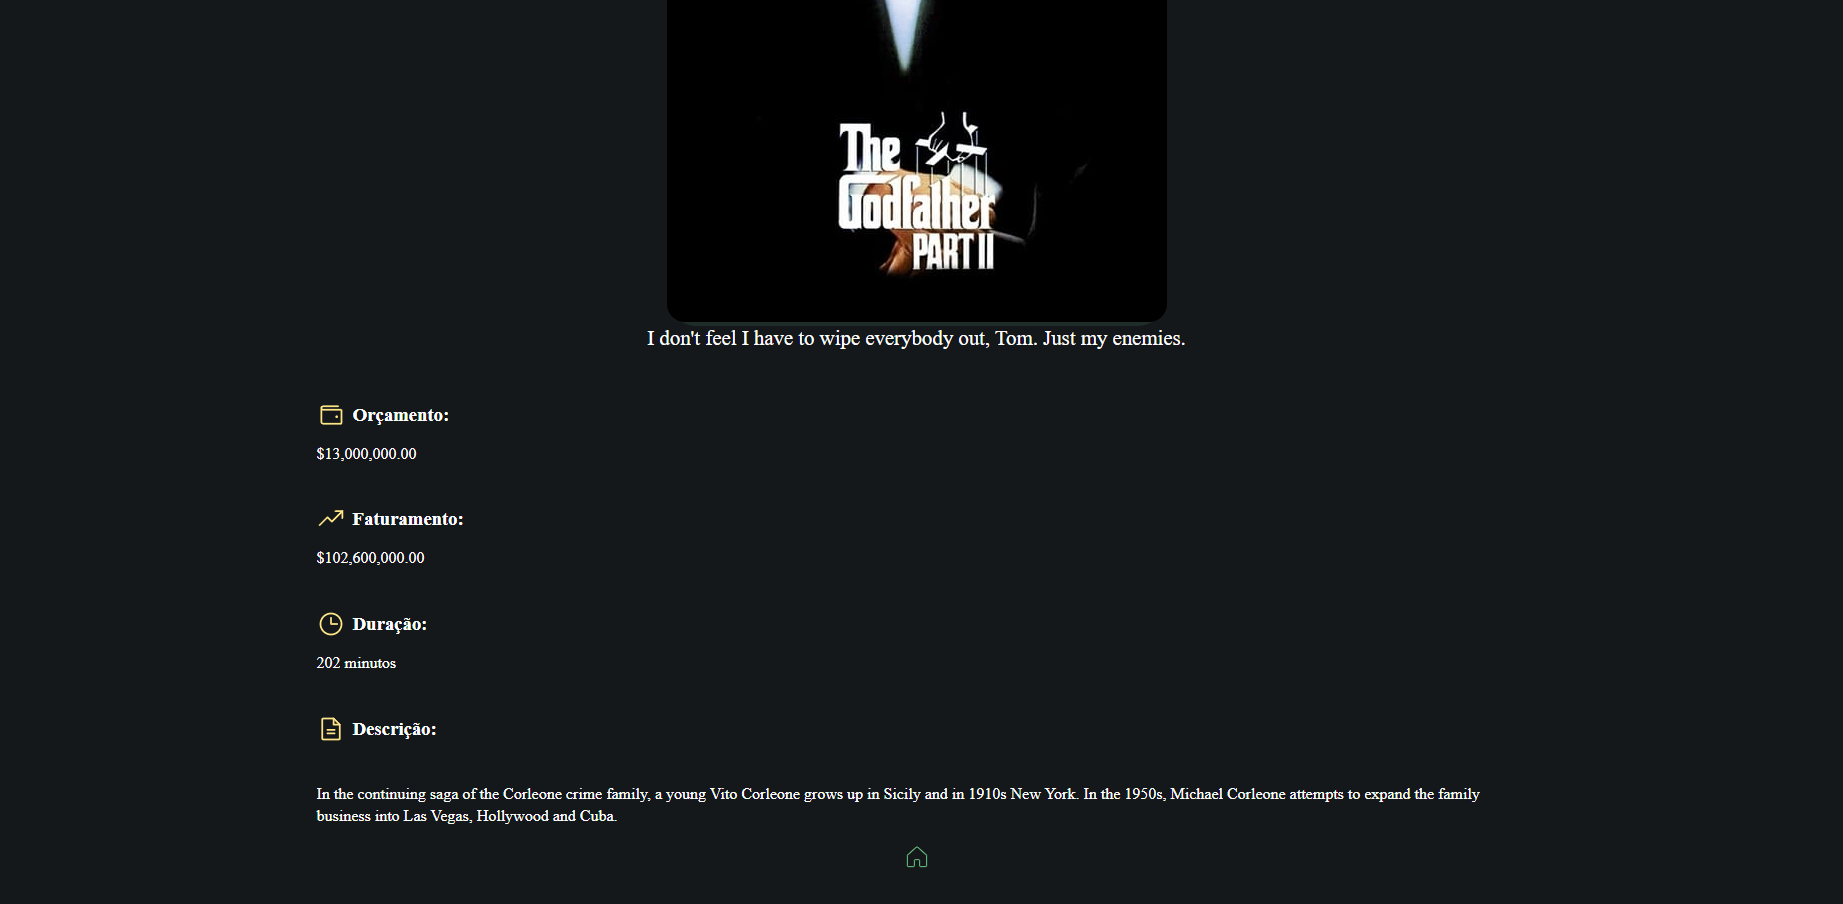 The
Godfather
PART II
I don't feel I have to wipe everybody out, Tom. Just my enemies.
Orçamento:
$13,000,000.00
Faturamento:
$102,600,000.00
Duração:
202 minutos
Descrição:
In the continuing saga of the Corleone crime family, a young Vito Corleone grows up in Sicily and in 1910s New York. In the 1950s, Michael Corleone attempts to expand the family
business into Las Vegas, Hollywood and Cuba.